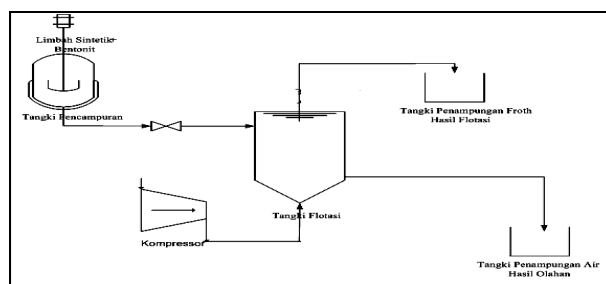 Limbah Sintetik-
Bentonit
Tangki Pencampuran
Tangki Penampungan Froth
Hasil Flotasi
Tangki Flotasi
Kompressor
Tangki Penampungan Air
Hasil Olahan